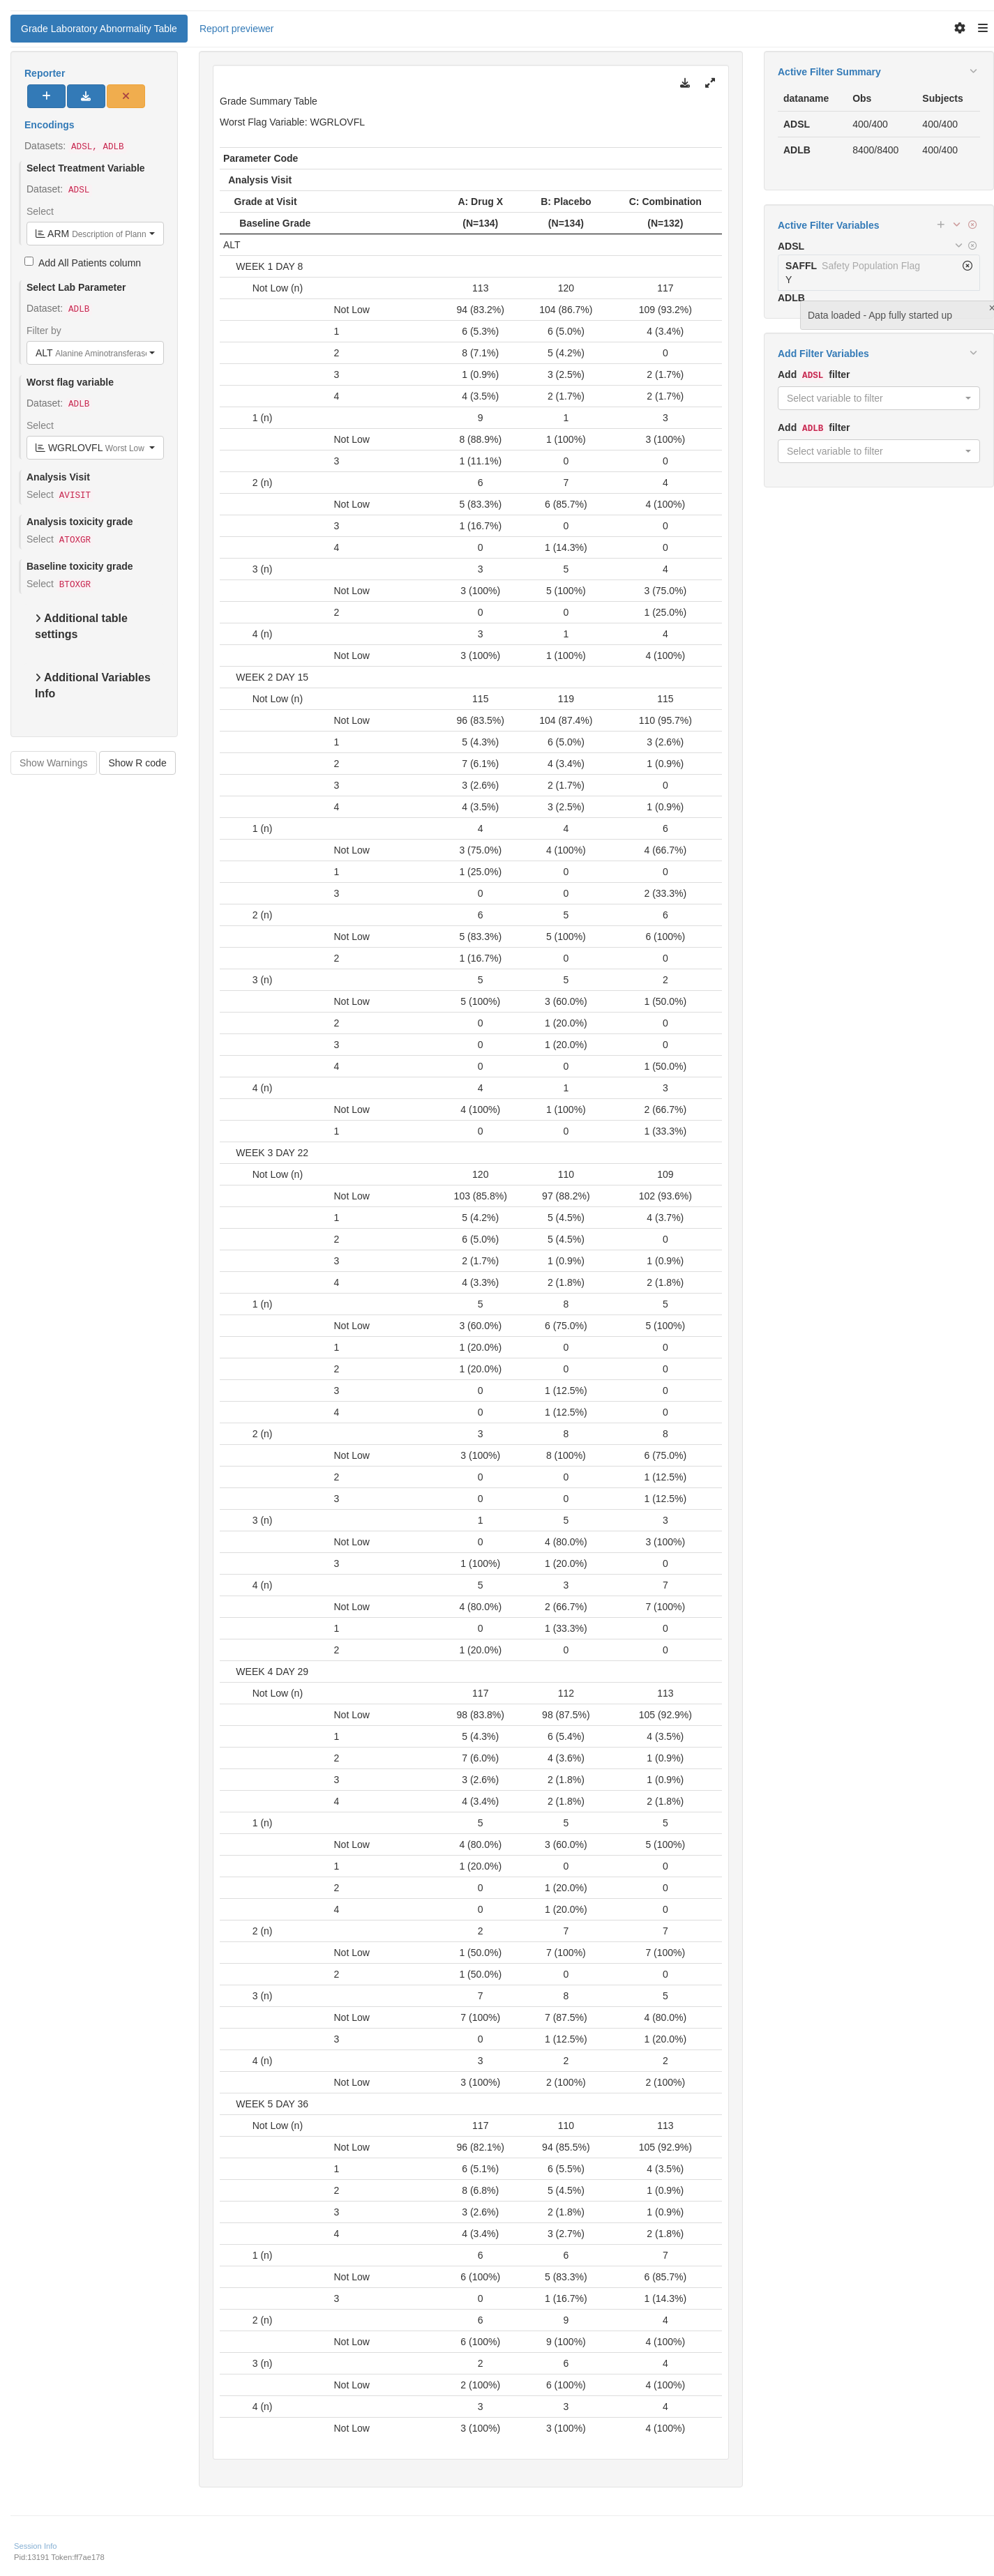 Grade Laboratory Abnormality Table Report previewer
Reporter
Encodings
Datasets: ADSL, ADLB
Select Treatment Variable
Dataset: ADSL
Select
ARM Description of Plann
Add All Patients column
Select Lab Parameter
Dataset: ADLB
Filter by
ALT Alanine Aminotransferase
Worst flag variable
Dataset: ADLB
Select
WGRLOVFL Worst Low
Analysis Visit
Select AVISIT
Analysis toxicity grade
Select ATOXGR
Baseline toxicity grade
Select BTOXGR
Additional table
settings
Additional Variables
Info
Show Warnings Show R code
Grade Summary Table
Worst Flag Variable: WGRLOVFL
Parameter Code
Analysis Visit
Grade at Visit A: Drug X B: Placebo C: Combination
Baseline Grade (N=134) (N=134) (N=132)
ALT
WEEK 1 DAY 8
Not Low (n) 113 120 117
Not Low 94 (83.2%) 104 (86.7%) 109 (93.2%)
1 6 (5.3%) 6 (5.0%) 4 (3.4%)
2 8 (7.1%) 5 (4.2%) 0
3 1 (0.9%) 3 (2.5%) 2 (1.7%)
4 4 (3.5%) 2 (1.7%) 2 (1.7%)
1 (n) 9 1 3
Not Low 8 (88.9%) 1 (100%) 3 (100%)
3 1 (11.1%) 0 0
2 (n) 6 7 4
Not Low 5 (83.3%) 6 (85.7%) 4 (100%)
3 1 (16.7%) 0 0
4 0 1 (14.3%) 0
3 (n) 3 5 4
Not Low 3 (100%) 5 (100%) 3 (75.0%)
2 0 0 1 (25.0%)
4 (n) 3 1 4
Not Low 3 (100%) 1 (100%) 4 (100%)
WEEK 2 DAY 15
Not Low (n) 115 119 115
Not Low 96 (83.5%) 104 (87.4%) 110 (95.7%)
1 5 (4.3%) 6 (5.0%) 3 (2.6%)
2 7 (6.1%) 4 (3.4%) 1 (0.9%)
3 3 (2.6%) 2 (1.7%) 0
4 4 (3.5%) 3 (2.5%) 1 (0.9%)
1 (n) 4 4 6
Not Low 3 (75.0%) 4 (100%) 4 (66.7%)
1 1 (25.0%) 0 0
3 0 0 2 (33.3%)
2 (n) 6 5 6
Not Low 5 (83.3%) 5 (100%) 6 (100%)
2 1 (16.7%) 0 0
3 (n) 5 5 2
Not Low 5 (100%) 3 (60.0%) 1 (50.0%)
2 0 1 (20.0%) 0
3 0 1 (20.0%) 0
4 0 0 1 (50.0%)
4 (n) 4 1 3
Not Low 4 (100%) 1 (100%) 2 (66.7%)
1 0 0 1 (33.3%)
WEEK 3 DAY 22
Not Low (n) 120 110 109
Not Low 103 (85.8%) 97 (88.2%) 102 (93.6%)
1 5 (4.2%) 5 (4.5%) 4 (3.7%)
2 6 (5.0%) 5 (4.5%) 0
3 2 (1.7%) 1 (0.9%) 1 (0.9%)
4 4 (3.3%) 2 (1.8%) 2 (1.8%)
1 (n) 5 8 5
Not Low 3 (60.0%) 6 (75.0%) 5 (100%)
1 1 (20.0%) 0 0
2 1 (20.0%) 0 0
3 0 1 (12.5%) 0
4 0 1 (12.5%) 0
2 (n) 3 8 8
Not Low 3 (100%) 8 (100%) 6 (75.0%)
2 0 0 1 (12.5%)
3 0 0 1 (12.5%)
3 (n) 1 5 3
Not Low 0 4 (80.0%) 3 (100%)
3 1 (100%) 1 (20.0%) 0
4 (n) 5 3 7
Not Low 4 (80.0%) 2 (66.7%) 7 (100%)
1 0 1 (33.3%) 0
2 1 (20.0%) 0 0
WEEK 4 DAY 29
Not Low (n) 117 112 113
Not Low 98 (83.8%) 98 (87.5%) 105 (92.9%)
1 5 (4.3%) 6 (5.4%) 4 (3.5%)
2 7 (6.0%) 4 (3.6%) 1 (0.9%)
3 3 (2.6%) 2 (1.8%) 1 (0.9%)
4 4 (3.4%) 2 (1.8%) 2 (1.8%)
1 (n) 5 5 5
Not Low 4 (80.0%) 3 (60.0%) 5 (100%)
1 1 (20.0%) 0 0
2 0 1 (20.0%) 0
4 0 1 (20.0%) 0
2 (n) 2 7 7
Not Low 1 (50.0%) 7 (100%) 7 (100%)
2 1 (50.0%) 0 0
3 (n) 7 8 5
Not Low 7 (100%) 7 (87.5%) 4 (80.0%)
3 0 1 (12.5%) 1 (20.0%)
4 (n) 3 2 2
Not Low 3 (100%) 2 (100%) 2 (100%)
WEEK 5 DAY 36
Not Low (n) 117 110 113
Not Low 96 (82.1%) 94 (85.5%) 105 (92.9%)
1 6 (5.1%) 6 (5.5%) 4 (3.5%)
2 8 (6.8%) 5 (4.5%) 1 (0.9%)
3 3 (2.6%) 2 (1.8%) 1 (0.9%)
4 4 (3.4%) 3 (2.7%) 2 (1.8%)
1 (n) 6 6 7
Not Low 6 (100%) 5 (83.3%) 6 (85.7%)
3 0 1 (16.7%) 1 (14.3%)
2 (n) 6 9 4
Not Low 6 (100%) 9 (100%) 4 (100%)
3 (n) 2 6 4
Not Low 2 (100%) 6 (100%) 4 (100%)
4 (n) 3 3 4
Not Low 3 (100%) 3 (100%) 4 (100%)
Active Filter Summary
dataname Obs Subjects
ADSL 400/400 400/400
ADLB 8400/8400 400/400
Active Filter Variables
ADSL
SAFFL Safety Population Flag
Y
ADLB
Data loaded - App fully started up
Add Filter Variables
Add ADSL filter
Select variable to filter
Add ADLB filter
Select variable to filter
Session Info
Pid:13191 Token:ff7ae178